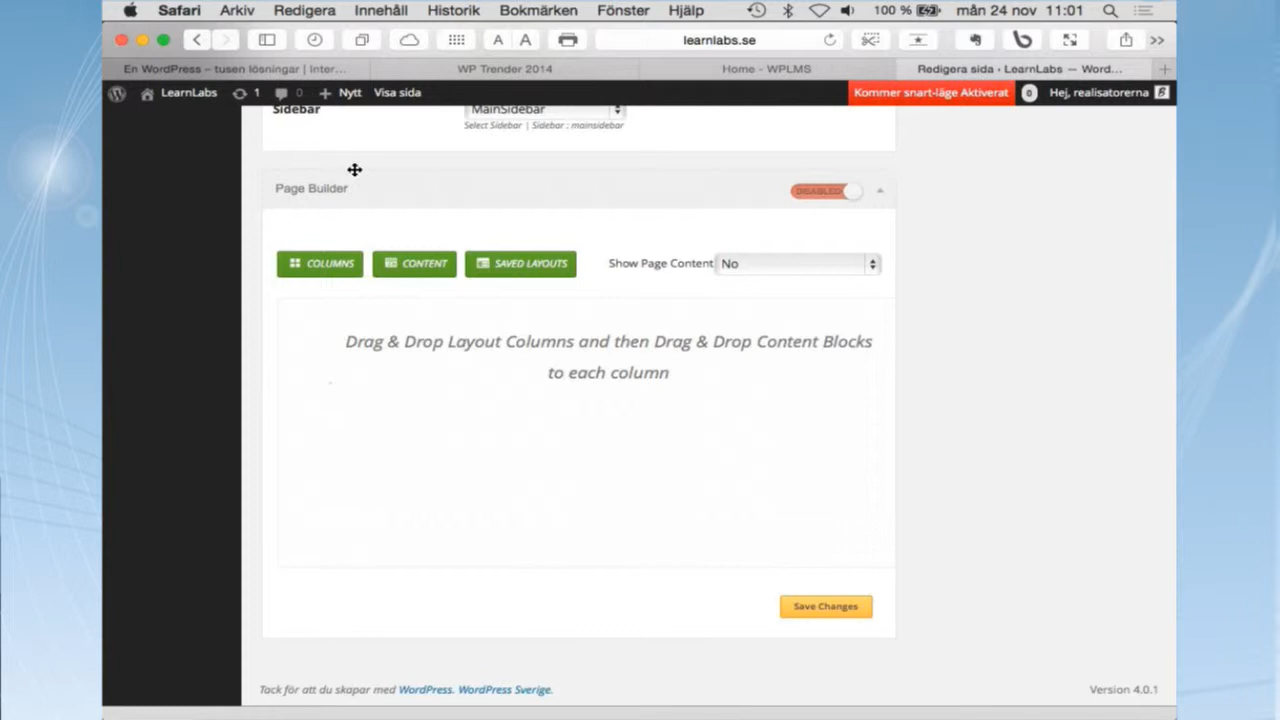 Safari Arkiv Redigera Innehåll Historik Bokmärken Fönster Hjälp 100 % mån 24 nov 11:01
A A learnlabs.se >>
En WordPress – tusen lösningar | Inter... WP Trender 2014 Home - WPLMS Redigera sida ‹ LearnLabs — Word... +
LearnLabs 1 0 + Nytt Visa sida Kommer snart-läge Aktiverat 0 Hej, realisatorerna
Sidebar MainSidebar
Select Sidebar | Sidebar : mainsidebar
Page Builder DISABLED
COLUMNS CONTENT SAVED LAYOUTS Show Page Content No
Drag & Drop Layout Columns and then Drag & Drop Content Blocks
to each column
Save Changes
Tack för att du skapar med WordPress. WordPress Sverige. Version 4.0.1